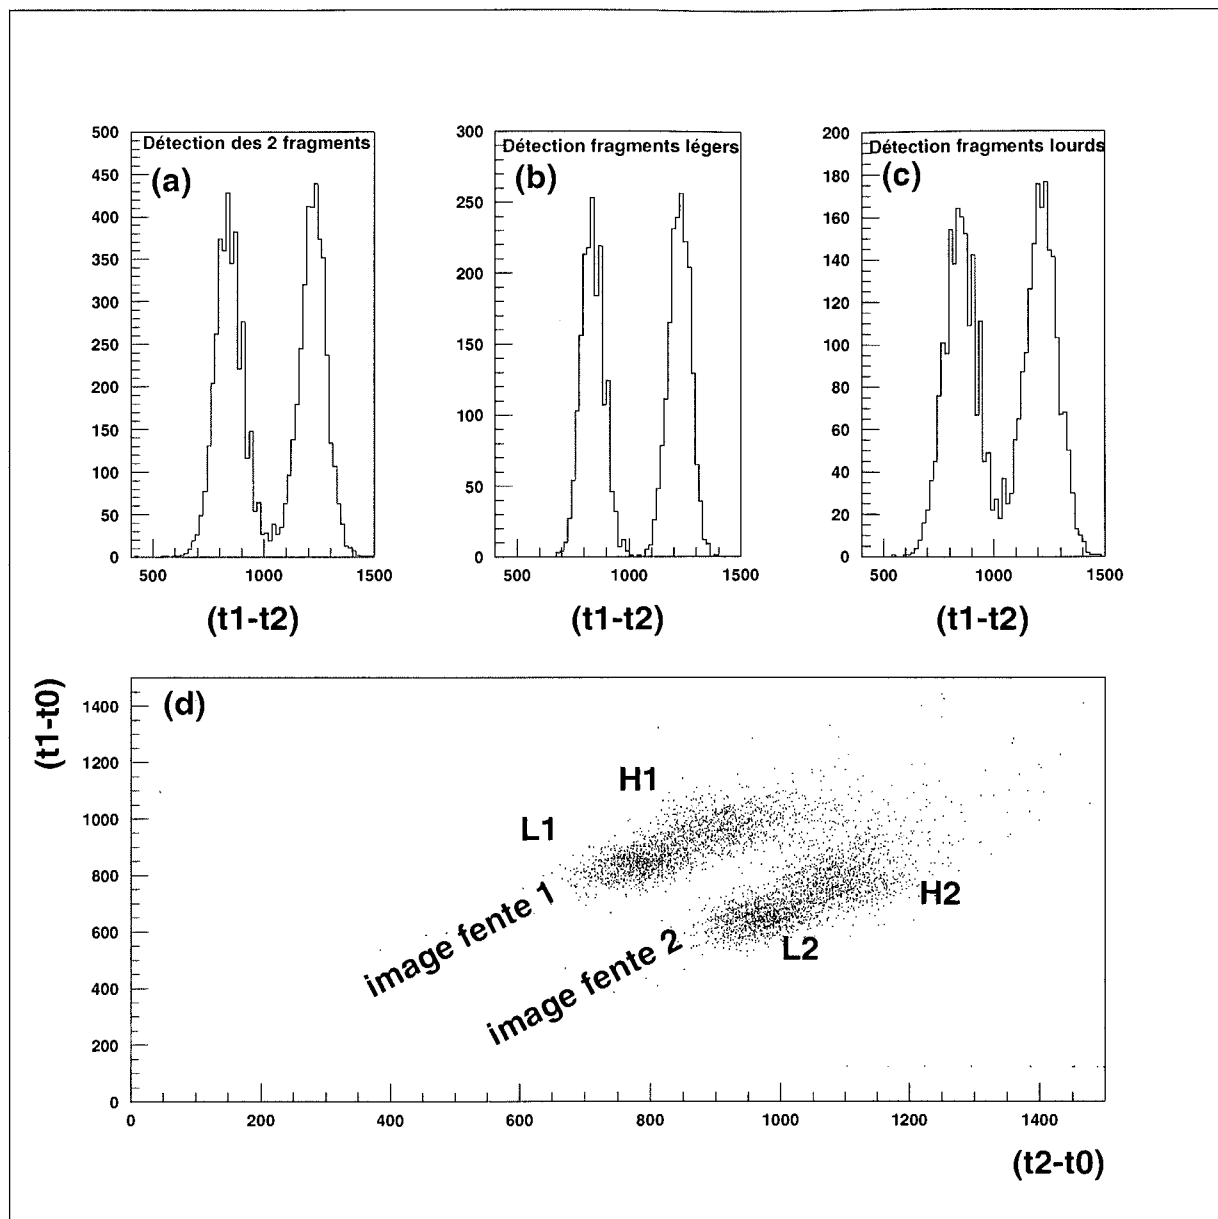 Détection des 2 fragments
(a)
500
450
400
350
300
250
200
150
100
50
0
500 1000 1500
(t1-t2)
Détection fragments légers
(b)
300
250
200
150
100
50
0
500 1000 1500
(t1-t2)
Détection fragments lourds
(c)
200
180
160
140
120
100
80
60
40
20
0
500 1000 1500
(t1-t2)
(t1-t0)
(d)
1400
1200
1000
800
600
400
200
0
H1
L1
image fente 1
H2
L2
image fente 2
0 200 400 600 800 1000 1200 1400
(t2-t0)